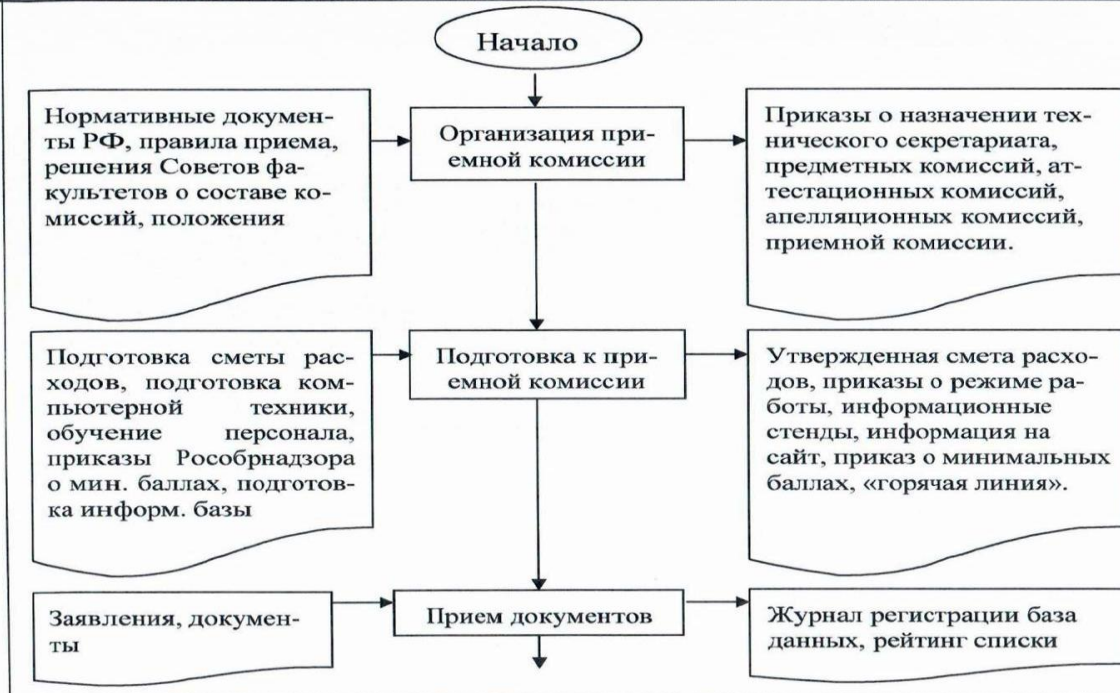 Начало
Нормативные докумен-
ты РФ, правила приема,
решения Советов фа-
культетов о составе ко-
миссий, положения
Организация при-
емной комиссии
Приказы о назначении тех-
нического секретариата,
предметных комиссий, ат-
тестационных комиссий,
апелляционных комиссий,
приемной комиссии.
Подготовка сметы рас-
ходов, подготовка ком-
пьютерной техники,
обучение персонала,
приказы Рособрнадзора
о мин. баллах, подготов-
ка информ. базы
Подготовка к при-
емной комиссии
Утвержденная смета расхо-
дов, приказы о режиме ра-
боты, информационные
стенды, информация на
сайт, приказ о минимальных
баллах, «горячая линия».
Заявления, докумен-
ты
Прием документов
Журнал регистрации база
данных, рейтинг списки